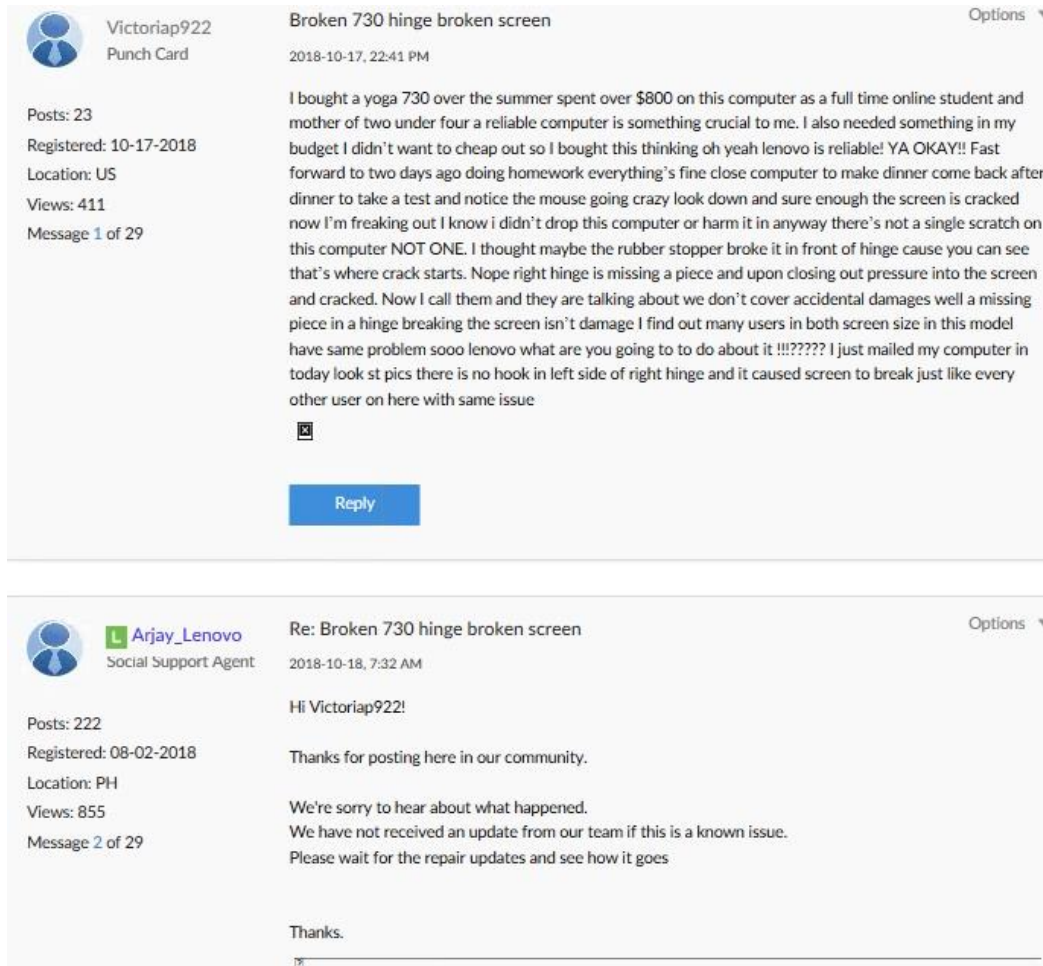 Victoriap922
Punch Card
Posts: 23
Registered: 10-17-2018
Location: US
Views: 411
Message 1 of 29
Broken 730 hinge broken screen
Options
2018-10-17, 22:41 PM
I bought a yoga 730 over the summer spent over $800 on this computer as a full time online student and
mother of two under four a reliable computer is something crucial to me. I also needed something in my
budget I didn't want to cheap out so I bought this thinking oh yeah lenovo is reliable! YA OKAY!! Fast
forward to two days ago doing homework everything's fine close computer to make dinner come back after
dinner to take a test and notice the mouse going crazy look down and sure enough the screen is cracked
now I'm freaking out I know i didn't drop this computer or harm it in anyway there's not a single scratch on
this computer NOT ONE. I thought maybe the rubber stopper broke it in front of hinge cause you can see
that's where crack starts. Nope right hinge is missing a piece and upon closing out pressure into the screen
and cracked. Now I call them and they are talking about we don't cover accidental damages well a missing
piece in a hinge breaking the screen isn't damage I find out many users in both screen size in this model
have same problem sooo lenovo what are you going to to do about it !!!????? I just mailed my computer in
today look st pics there is no hook in left side of right hinge and it caused screen to break just like every
other user on here with same issue
Reply
L Arjay_Lenovo
Social Support Agent
Posts: 222
Registered: 08-02-2018
Location: PH
Views: 855
Message 2 of 29
Re: Broken 730 hinge broken screen
Options
2018-10-18, 7:32 AM
Hi Victoriap922!
Thanks for posting here in our community.
We're sorry to hear about what happened.
We have not received an update from our team if this is a known issue.
Please wait for the repair updates and see how it goes
Thanks.